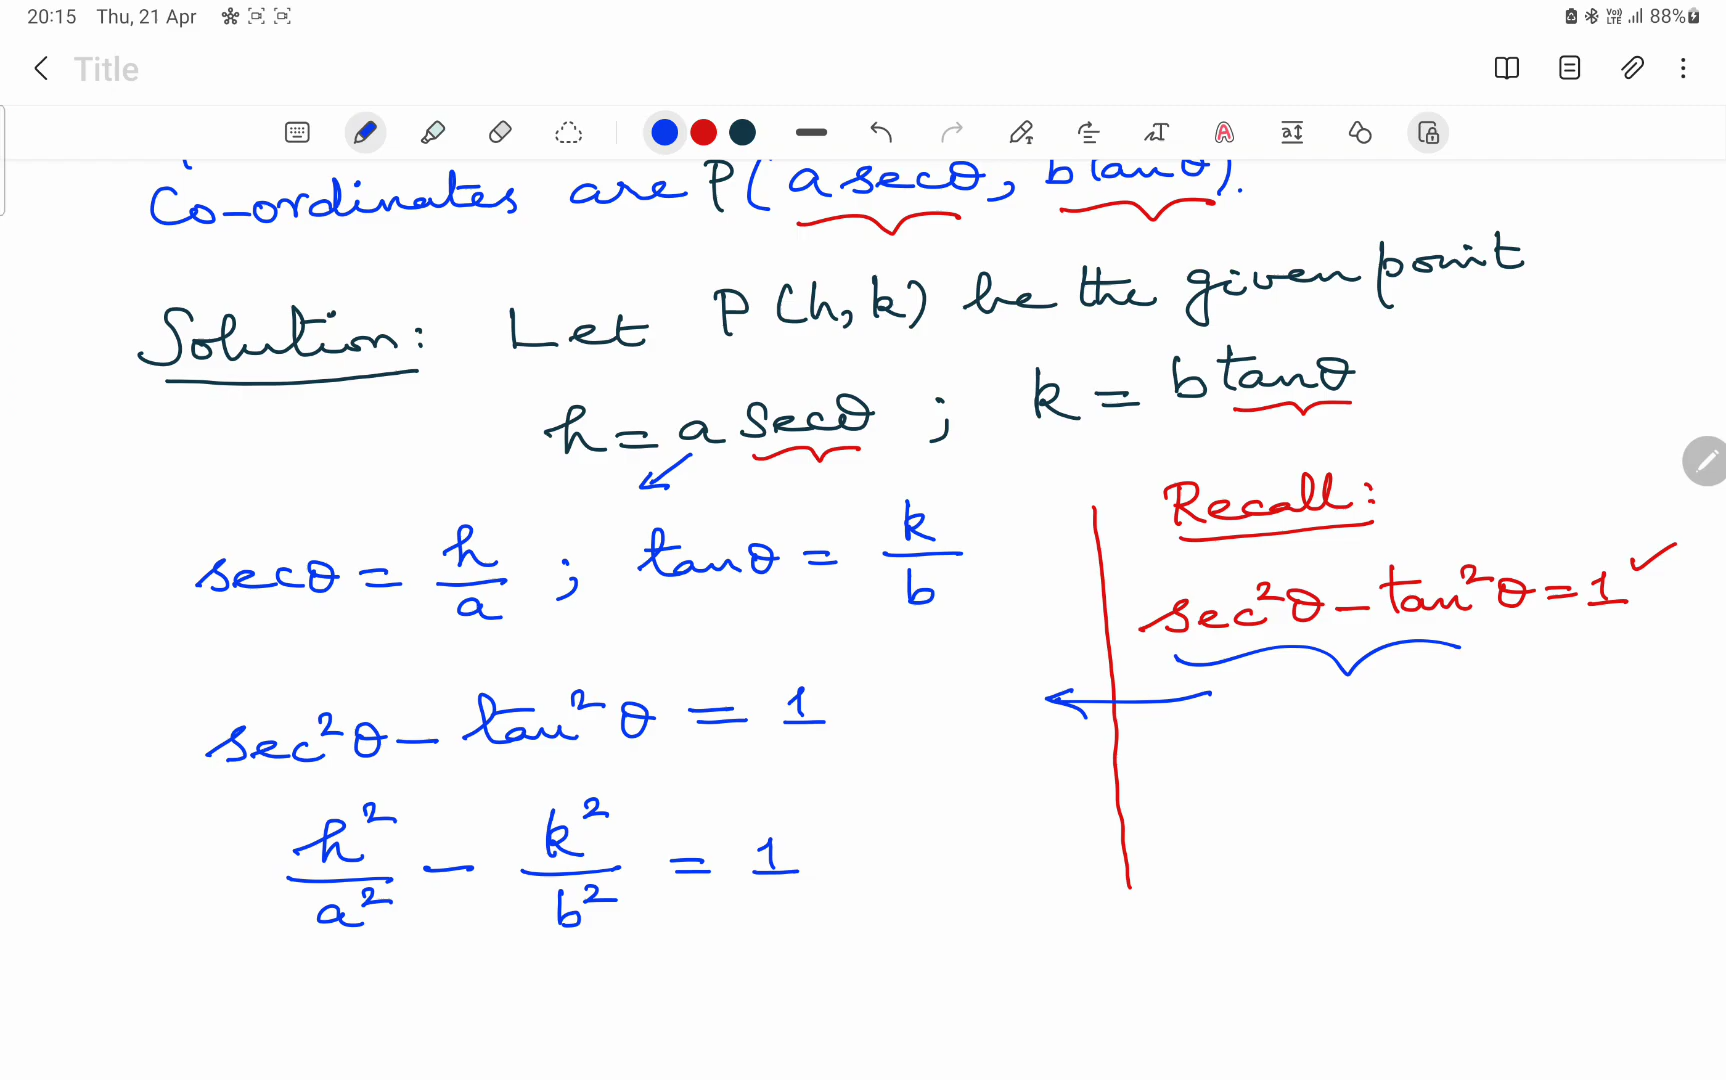 20:15 Thu, 21 Apr 88%
Title
Co-ordinates are P(a secθ, b tanθ).
Solution: Let P(h, k) be the given point
h = a secθ ; k = b tanθ
Recall:
secθ = h/a ; tanθ = k/b
sec²θ – tan²θ = 1 ✓
sec²θ – tan²θ = 1
h²/a² – k²/b² = 1